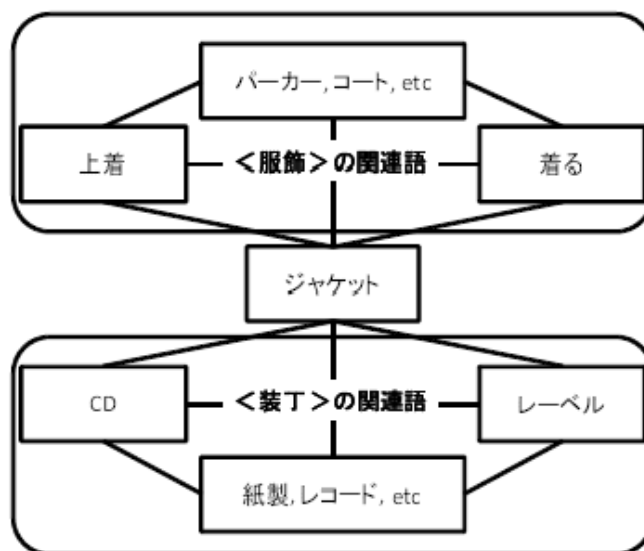 パーカー, コート, etc
上着
＜服飾＞の関連語
着る
ジャケット
CD
＜装丁＞の関連語
レーベル
紙製, レコード, etc